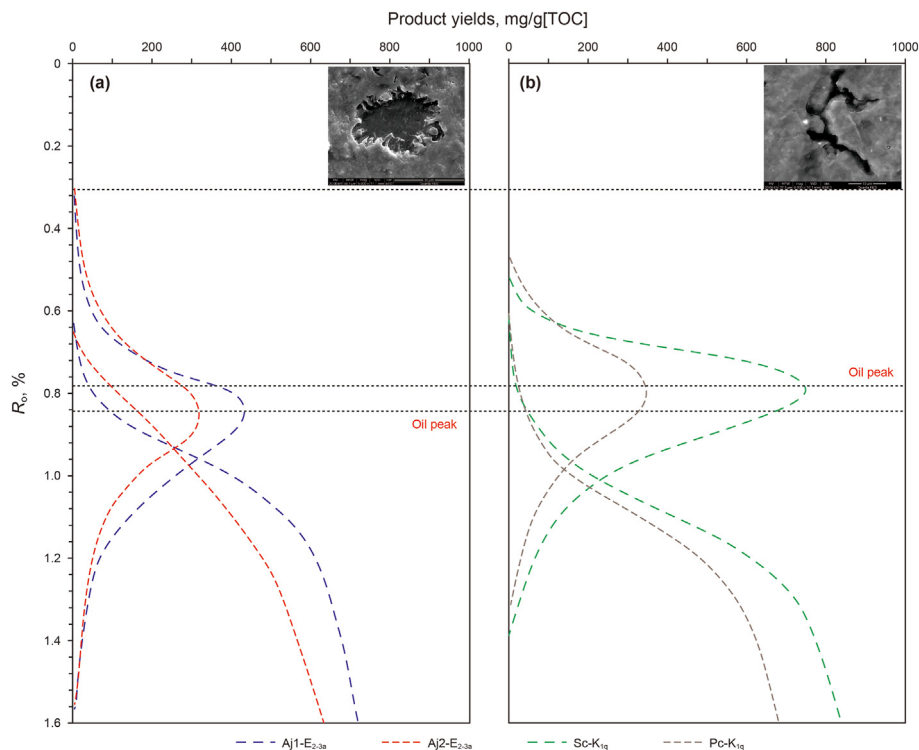 Product yields, mg/g[TOC]
0 200 400 600 800 1000 0 200 400 600 800 1000
0
(a)
(b)
0.2
0.4
0.6
Oil peak
0.8
Oil peak
Rₒ, %
1.0
1.2
1.4
1.6
Aj1-E₂₋₃ₐ Aj2-E₂₋₃ₐ Sc-K₁q Pc-K₁q